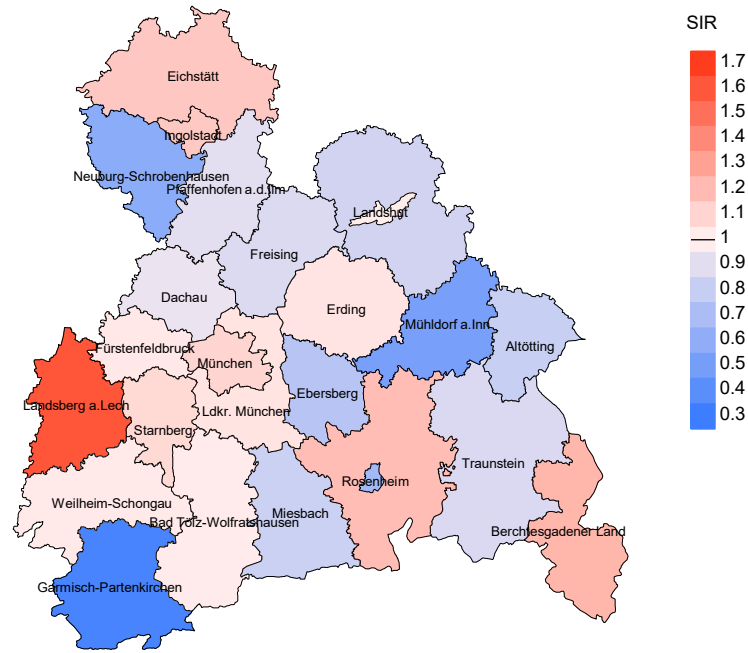 SIR
1.7
1.6
1.5
1.4
1.3
1.2
1.1
1
0.9
0.8
0.7
0.6
0.5
0.4
0.3
Eichstätt
Ingolstadt
Neuburg-Schrobenhausen
Pfaffenhofen a.d.Ilm
Landshut
Freising
Dachau
Erding
Mühldorf a.Inn
Altötting
Fürstenfeldbruck
München
Ebersberg
Landsberg a.Lech
Ldkr. München
Starnberg
Traunstein
Rosenheim
Weilheim-Schongau
Miesbach
Bad Tölz-Wolfratshausen
Berchtesgadener Land
Garmisch-Partenkirchen